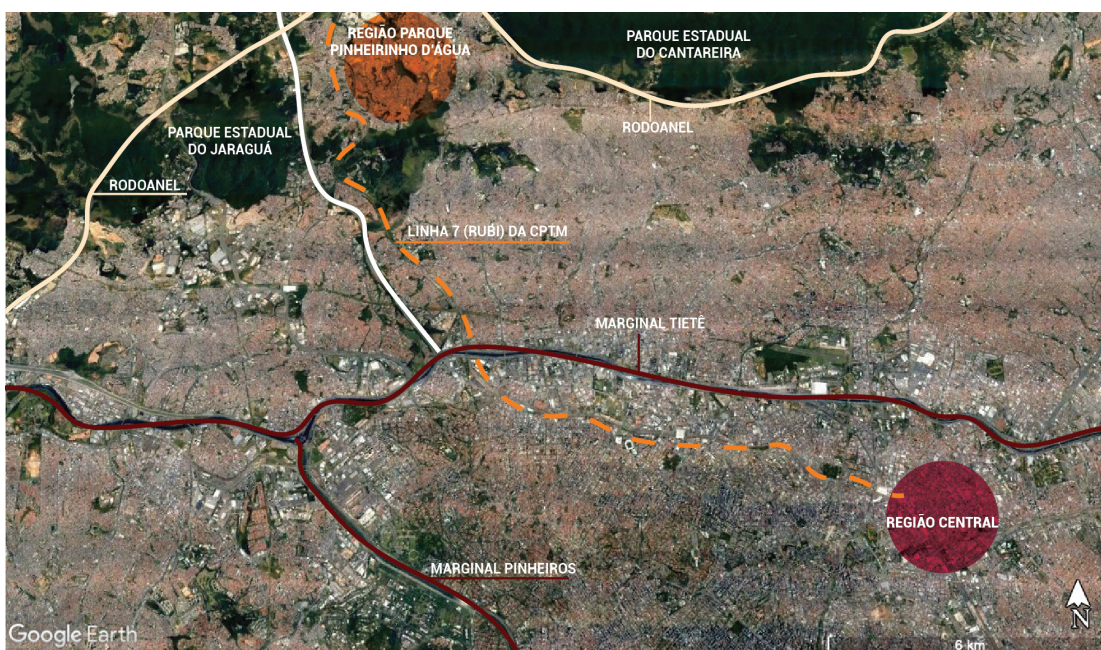 REGIÃO PARQUE
PINHEIRINHO D'ÁGUA
PARQUE ESTADUAL
DO CANTAREIRA
RODOANEL
PARQUE ESTADUAL
DO JARAGUÁ
RODOANEL
LINHA 7 (RUBI) DA CPTM
MARGINAL TIETÊ
REGIÃO CENTRAL
MARGINAL PINHEIROS
N
Google Earth
6 km